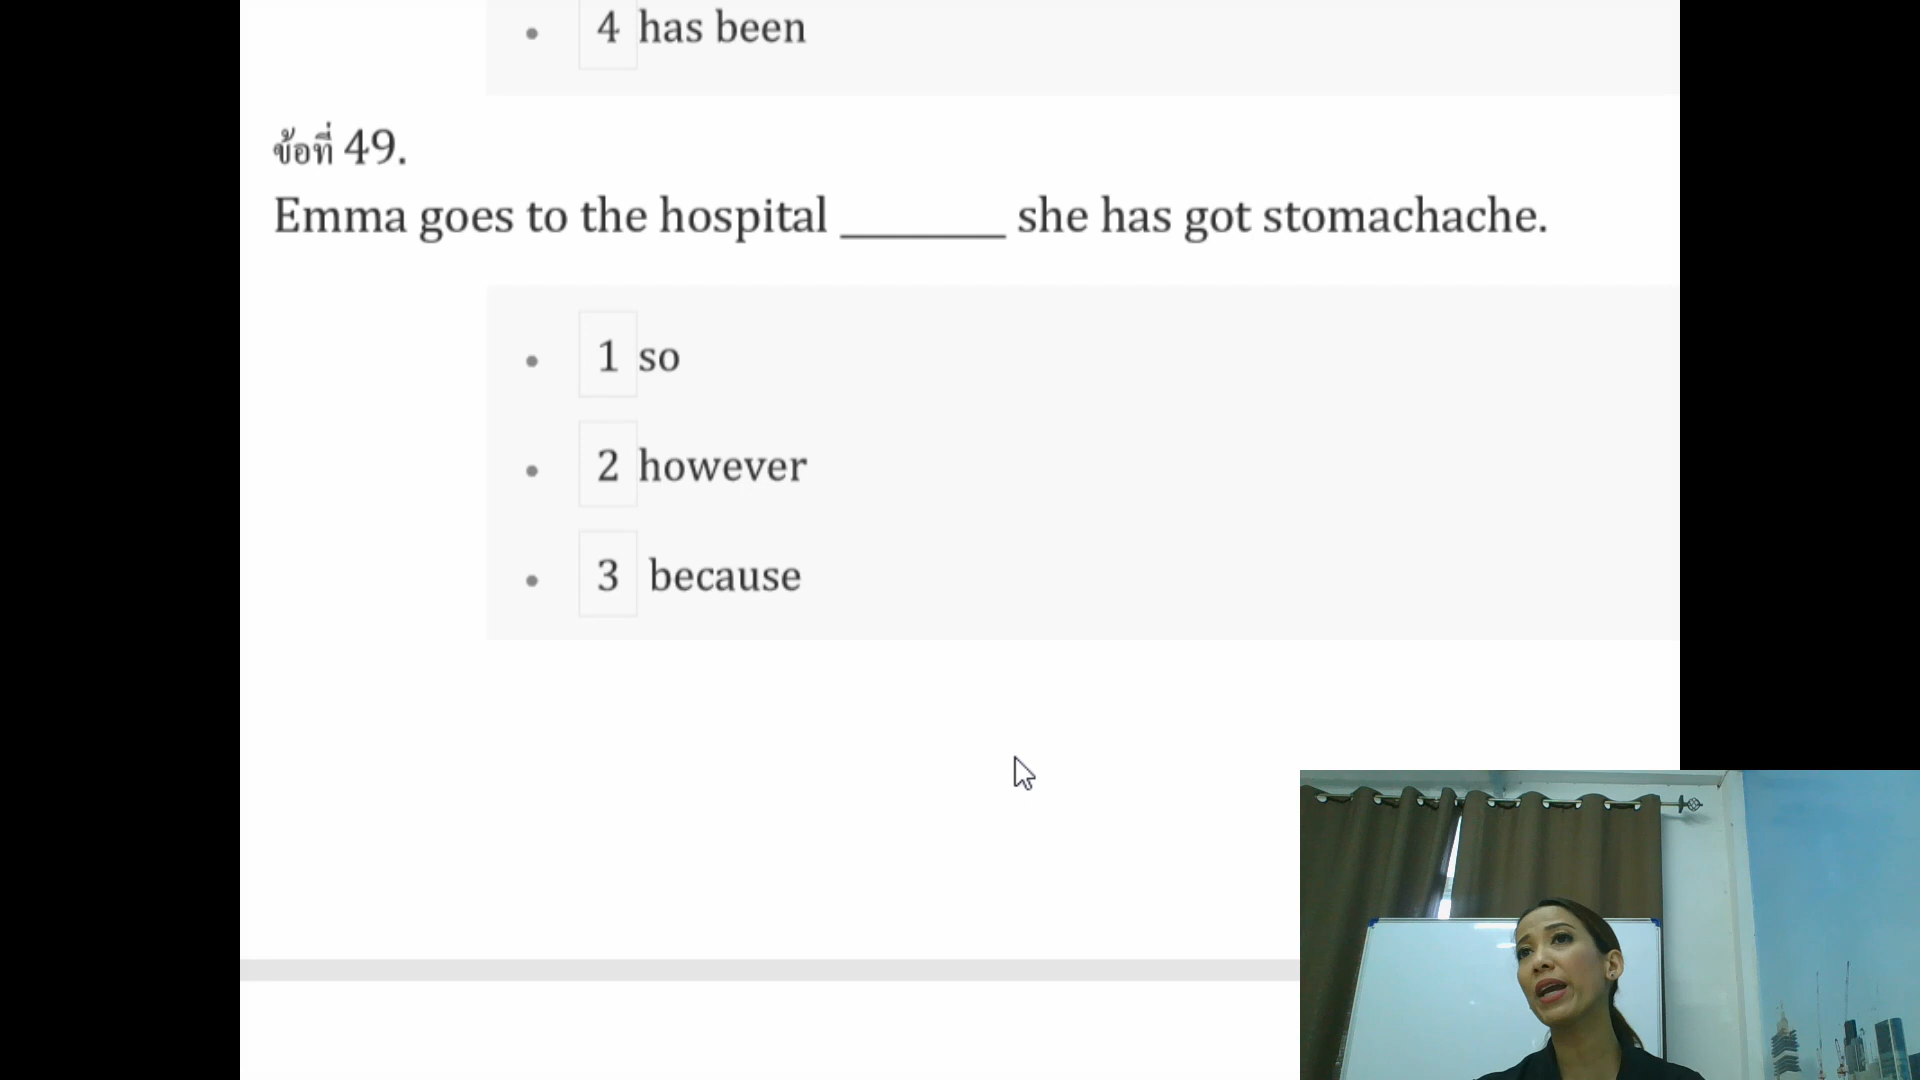 4 has been
ข้อที่ 49.
Emma goes to the hospital ________ she has got stomachache.
1 so
2 however
3 because